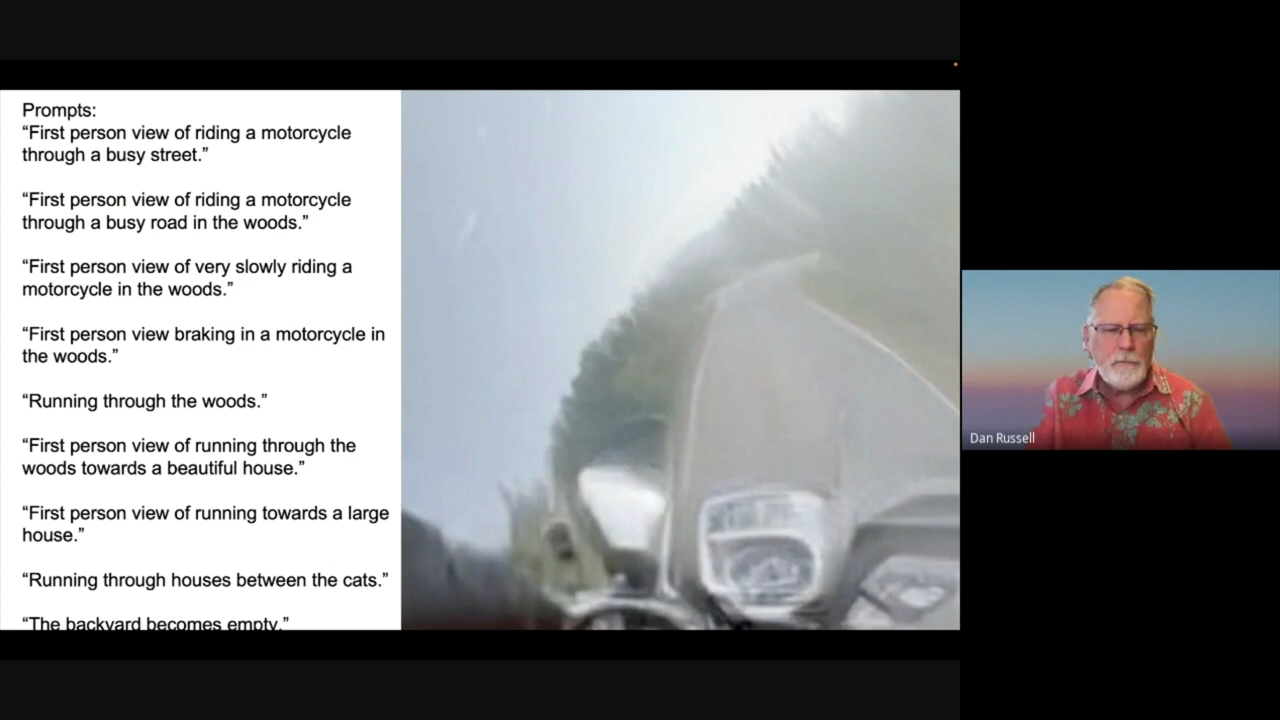 Prompts:
“First person view of riding a motorcycle
through a busy street.”
“First person view of riding a motorcycle
through a busy road in the woods.”
“First person view of very slowly riding a
motorcycle in the woods.”
“First person view braking in a motorcycle in
the woods.”
“Running through the woods.”
“First person view of running through the
woods towards a beautiful house.”
“First person view of running towards a large
house.”
“Running through houses between the cats.”
“The backyard becomes empty.”
Dan Russell